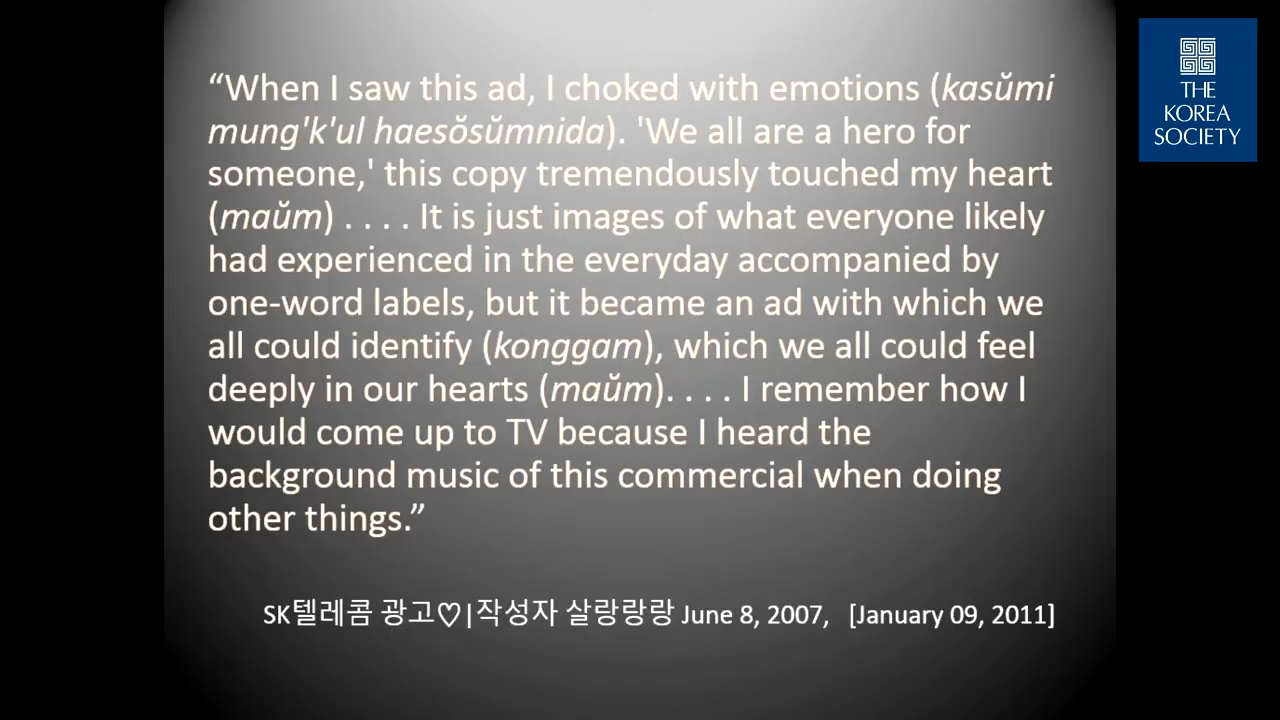 “When I saw this ad, I choked with emotions (kasŭmi
mung'k'ul haesŏsŭmnida). 'We all are a hero for
someone,' this copy tremendously touched my heart
(maŭm) . . . . It is just images of what everyone likely
had experienced in the everyday accompanied by
one-word labels, but it became an ad with which we
all could identify (konggam), which we all could feel
deeply in our hearts (maŭm). . . . I remember how I
would come up to TV because I heard the
background music of this commercial when doing
other things.”
SK텔레콤 광고♡|작성자 살랑랑랑 June 8, 2007, [January 09, 2011]
THE
KOREA
SOCIETY